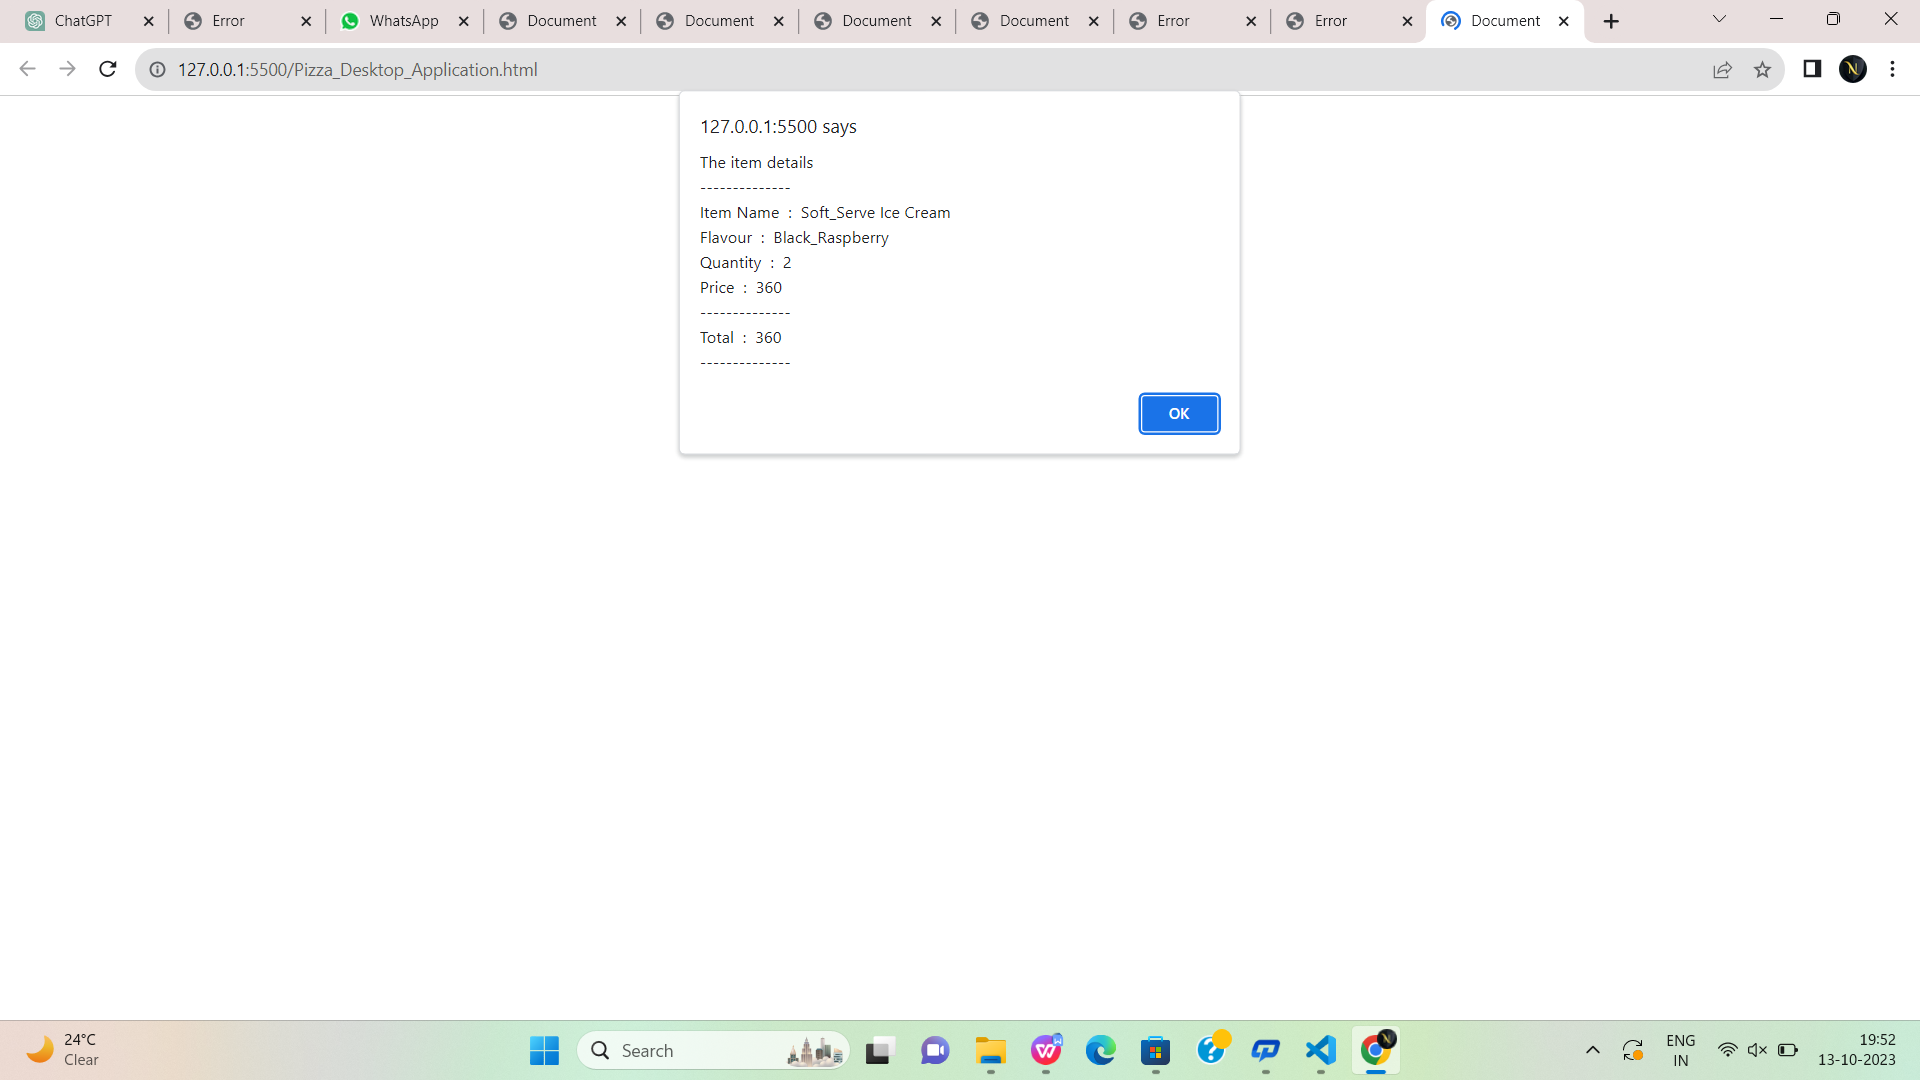 ChatGPT
Error
WhatsApp
Document
Document
Document
Document
Error
Error
Document
127.0.0.1:5500/Pizza_Desktop_Application.html
127.0.0.1:5500 says
The item details
--------------
Item Name : Soft_Serve Ice Cream
Flavour : Black_Raspberry
Quantity : 2
Price : 360
--------------
Total : 360
--------------
OK
24°C
Clear
Search
ENG
IN
19:52
13-10-2023